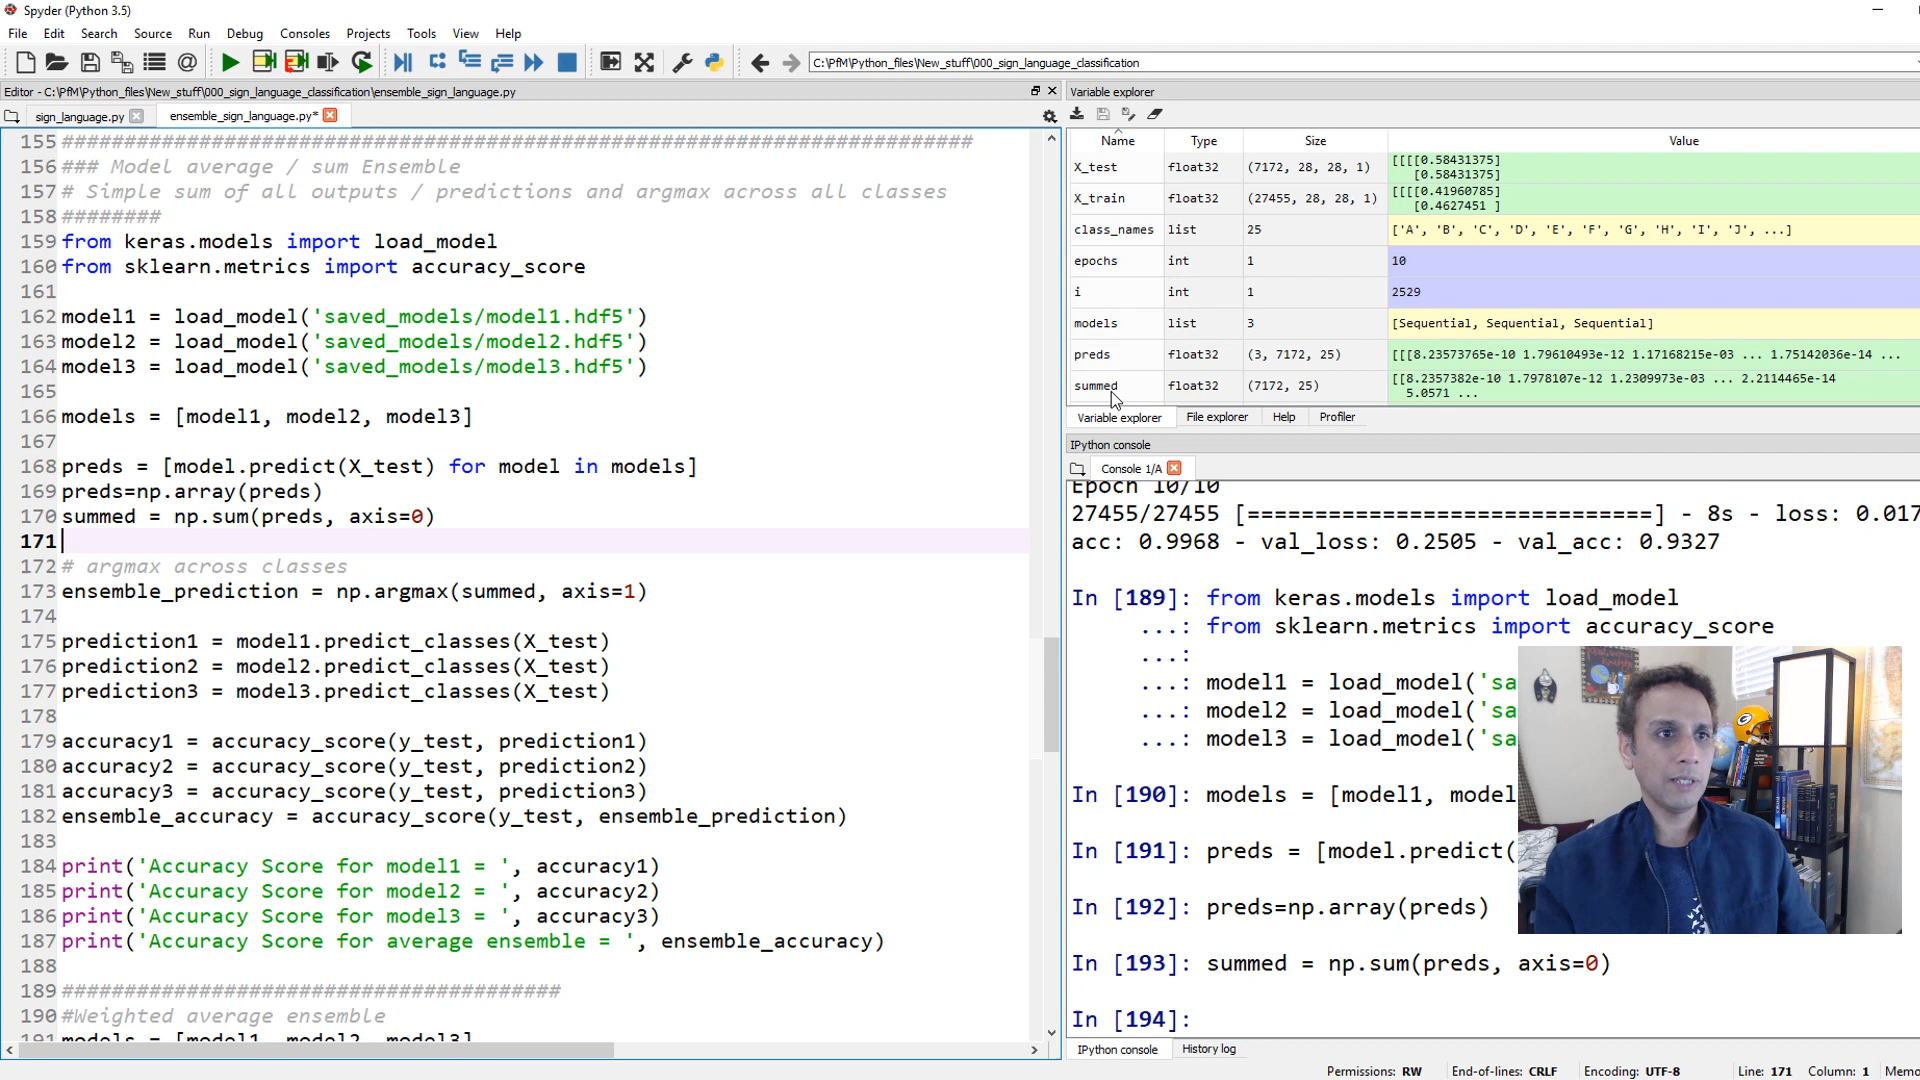 Spyder (Python 3.5)
File Edit Search Source Run Debug Consoles Projects Tools View Help
C:\PfM\Python_files\New_stuff\000_sign_language_classification
Editor - C:\PfM\Python_files\New_stuff\000_sign_language_classification\ensemble_sign_language.py
sign_language.py
ensemble_sign_language.py*
155 #########################################################################
156 ### Model average / sum Ensemble
157 # Simple sum of all outputs / predictions and argmax across all classes
158 ########
159 from keras.models import load_model
160 from sklearn.metrics import accuracy_score
161
162 model1 = load_model('saved_models/model1.hdf5')
163 model2 = load_model('saved_models/model2.hdf5')
164 model3 = load_model('saved_models/model3.hdf5')
165
166 models = [model1, model2, model3]
167
168 preds = [model.predict(X_test) for model in models]
169 preds=np.array(preds)
170 summed = np.sum(preds, axis=0)
171
172 # argmax across classes
173 ensemble_prediction = np.argmax(summed, axis=1)
174
175 prediction1 = model1.predict_classes(X_test)
176 prediction2 = model2.predict_classes(X_test)
177 prediction3 = model3.predict_classes(X_test)
178
179 accuracy1 = accuracy_score(y_test, prediction1)
180 accuracy2 = accuracy_score(y_test, prediction2)
181 accuracy3 = accuracy_score(y_test, prediction3)
182 ensemble_accuracy = accuracy_score(y_test, ensemble_prediction)
183
184 print('Accuracy Score for model1 = ', accuracy1)
185 print('Accuracy Score for model2 = ', accuracy2)
186 print('Accuracy Score for model3 = ', accuracy3)
187 print('Accuracy Score for average ensemble = ', ensemble_accuracy)
188
189 ########################################
190 #Weighted average ensemble
191 models = [model1, model2, model3]
Variable explorer
Name Type Size Value
X_test float32 (7172, 28, 28, 1) [[[[0.58431375]
[0.58431375]
X_train float32 (27455, 28, 28, 1) [[[[0.41960785]
[0.4627451 ]
class_names list 25 ['A', 'B', 'C', 'D', 'E', 'F', 'G', 'H', 'I', 'J', ...]
epochs int 1 10
i int 1 2529
models list 3 [Sequential, Sequential, Sequential]
preds float32 (3, 7172, 25) [[[8.23573765e-10 1.79610493e-12 1.17168215e-03 ... 1.75142036e-14 ...
summed float32 (7172, 25) [[8.2357382e-10 1.7978107e-12 1.2309973e-03 ... 2.2114465e-14
5.0571 ...
Variable explorer File explorer Help Profiler
IPython console
Console 1/A
Epoch 10/10
27455/27455 [==============================] - 8s - loss: 0.017
acc: 0.9968 - val_loss: 0.2505 - val_acc: 0.9327
In [189]: from keras.models import load_model
...: from sklearn.metrics import accuracy_score
...:
...: model1 = load_model('sa
...: model2 = load_model('sa
...: model3 = load_model('sa
In [190]: models = [model1, model
In [191]: preds = [model.predict(
In [192]: preds=np.array(preds)
In [193]: summed = np.sum(preds, axis=0)
In [194]:
IPython console History log
Permissions: RW End-of-lines: CRLF Encoding: UTF-8 Line: 171 Column: 1 Memo